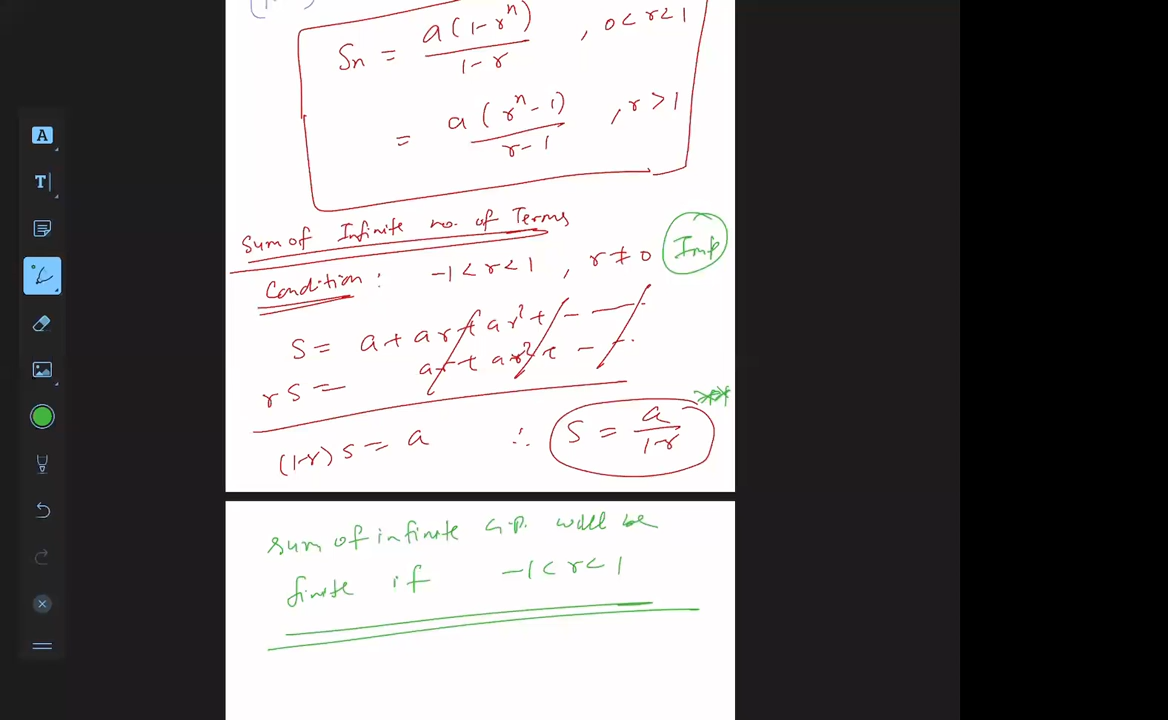 Sn = a(1-r^n)/1-r , 0<r<1
= a(r^n-1)/r-1 , r>1
Sum of Infinite no. of Terms
Condition: -1<r<1 , r≠0 Imp
S = a + ar + ar² + - - -
rS = ar + ar² + - - -
(1-r) S = a ∴ S = a/1-r
sum of infinite G.P. will be
finite if -1<r<1